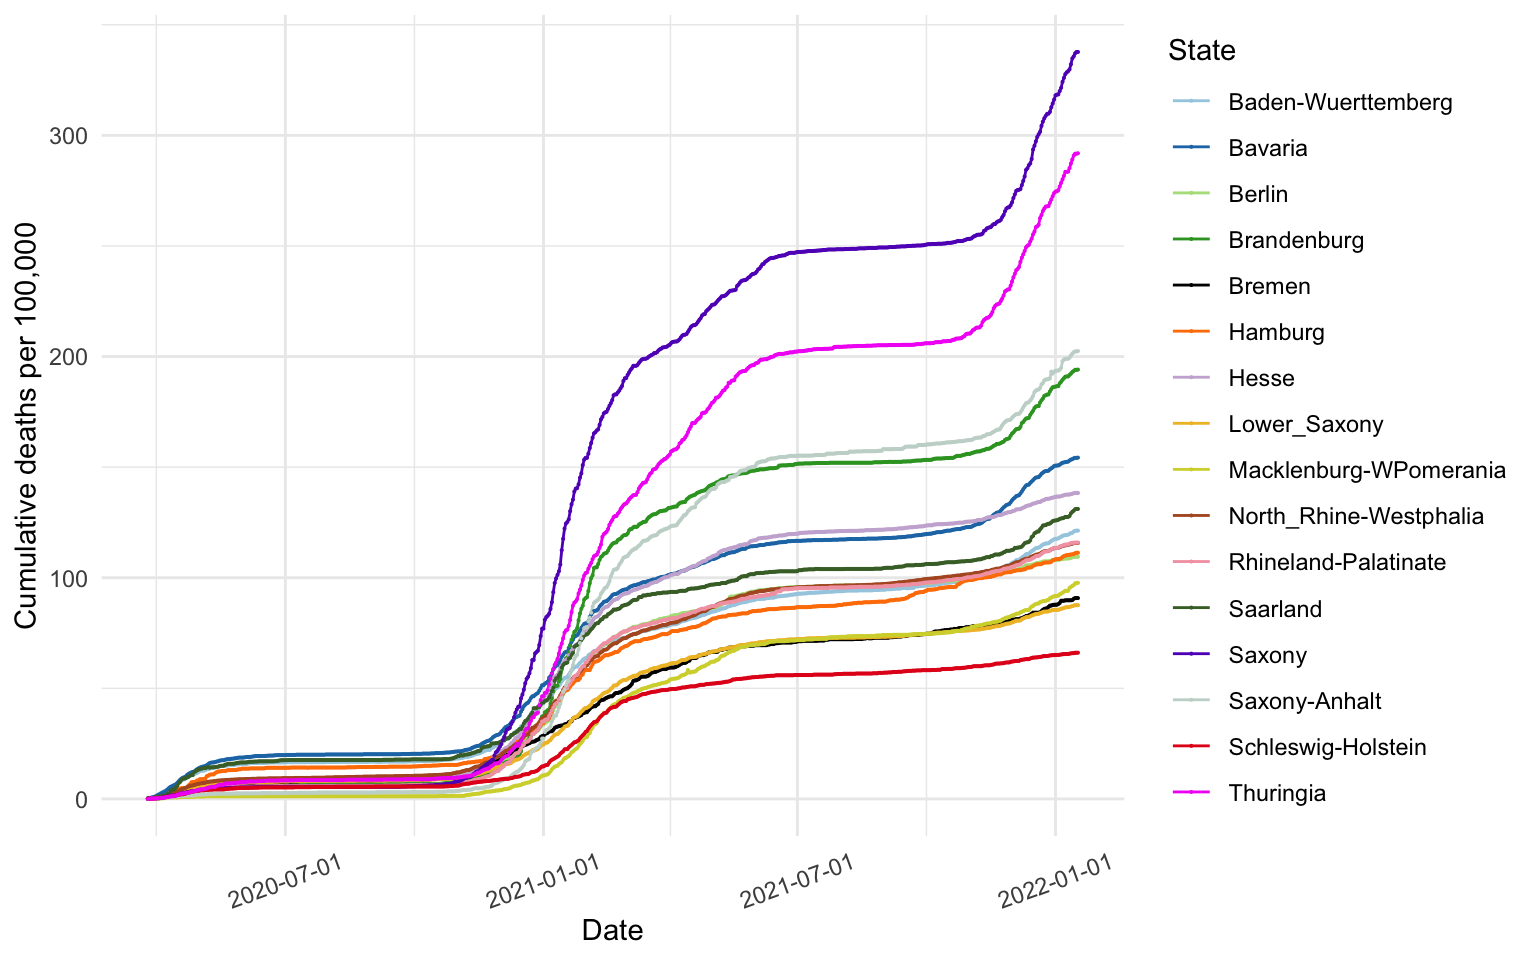 State
Baden-Wuerttemberg
Bavaria
Berlin
Brandenburg
Bremen
Hamburg
Hesse
Lower_Saxony
Macklenburg-WPomerania
North_Rhine-Westphalia
Rhineland-Palatinate
Saarland
Saxony
Saxony-Anhalt
Schleswig-Holstein
Thuringia
Cumulative deaths per 100,000
300
200
100
0
2020-07-01
2021-01-01
2021-07-01
2022-01-01
Date